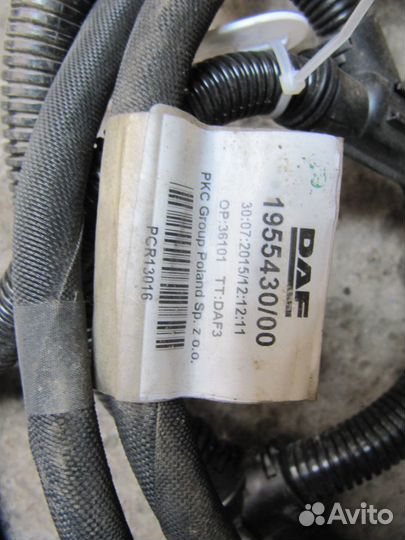 DAF
1955430/00
30:07:2015/12:12:11
OP:36101 TT:DAF3
PKC Group Poland Sp. z o.o.
PCR13016
Avito